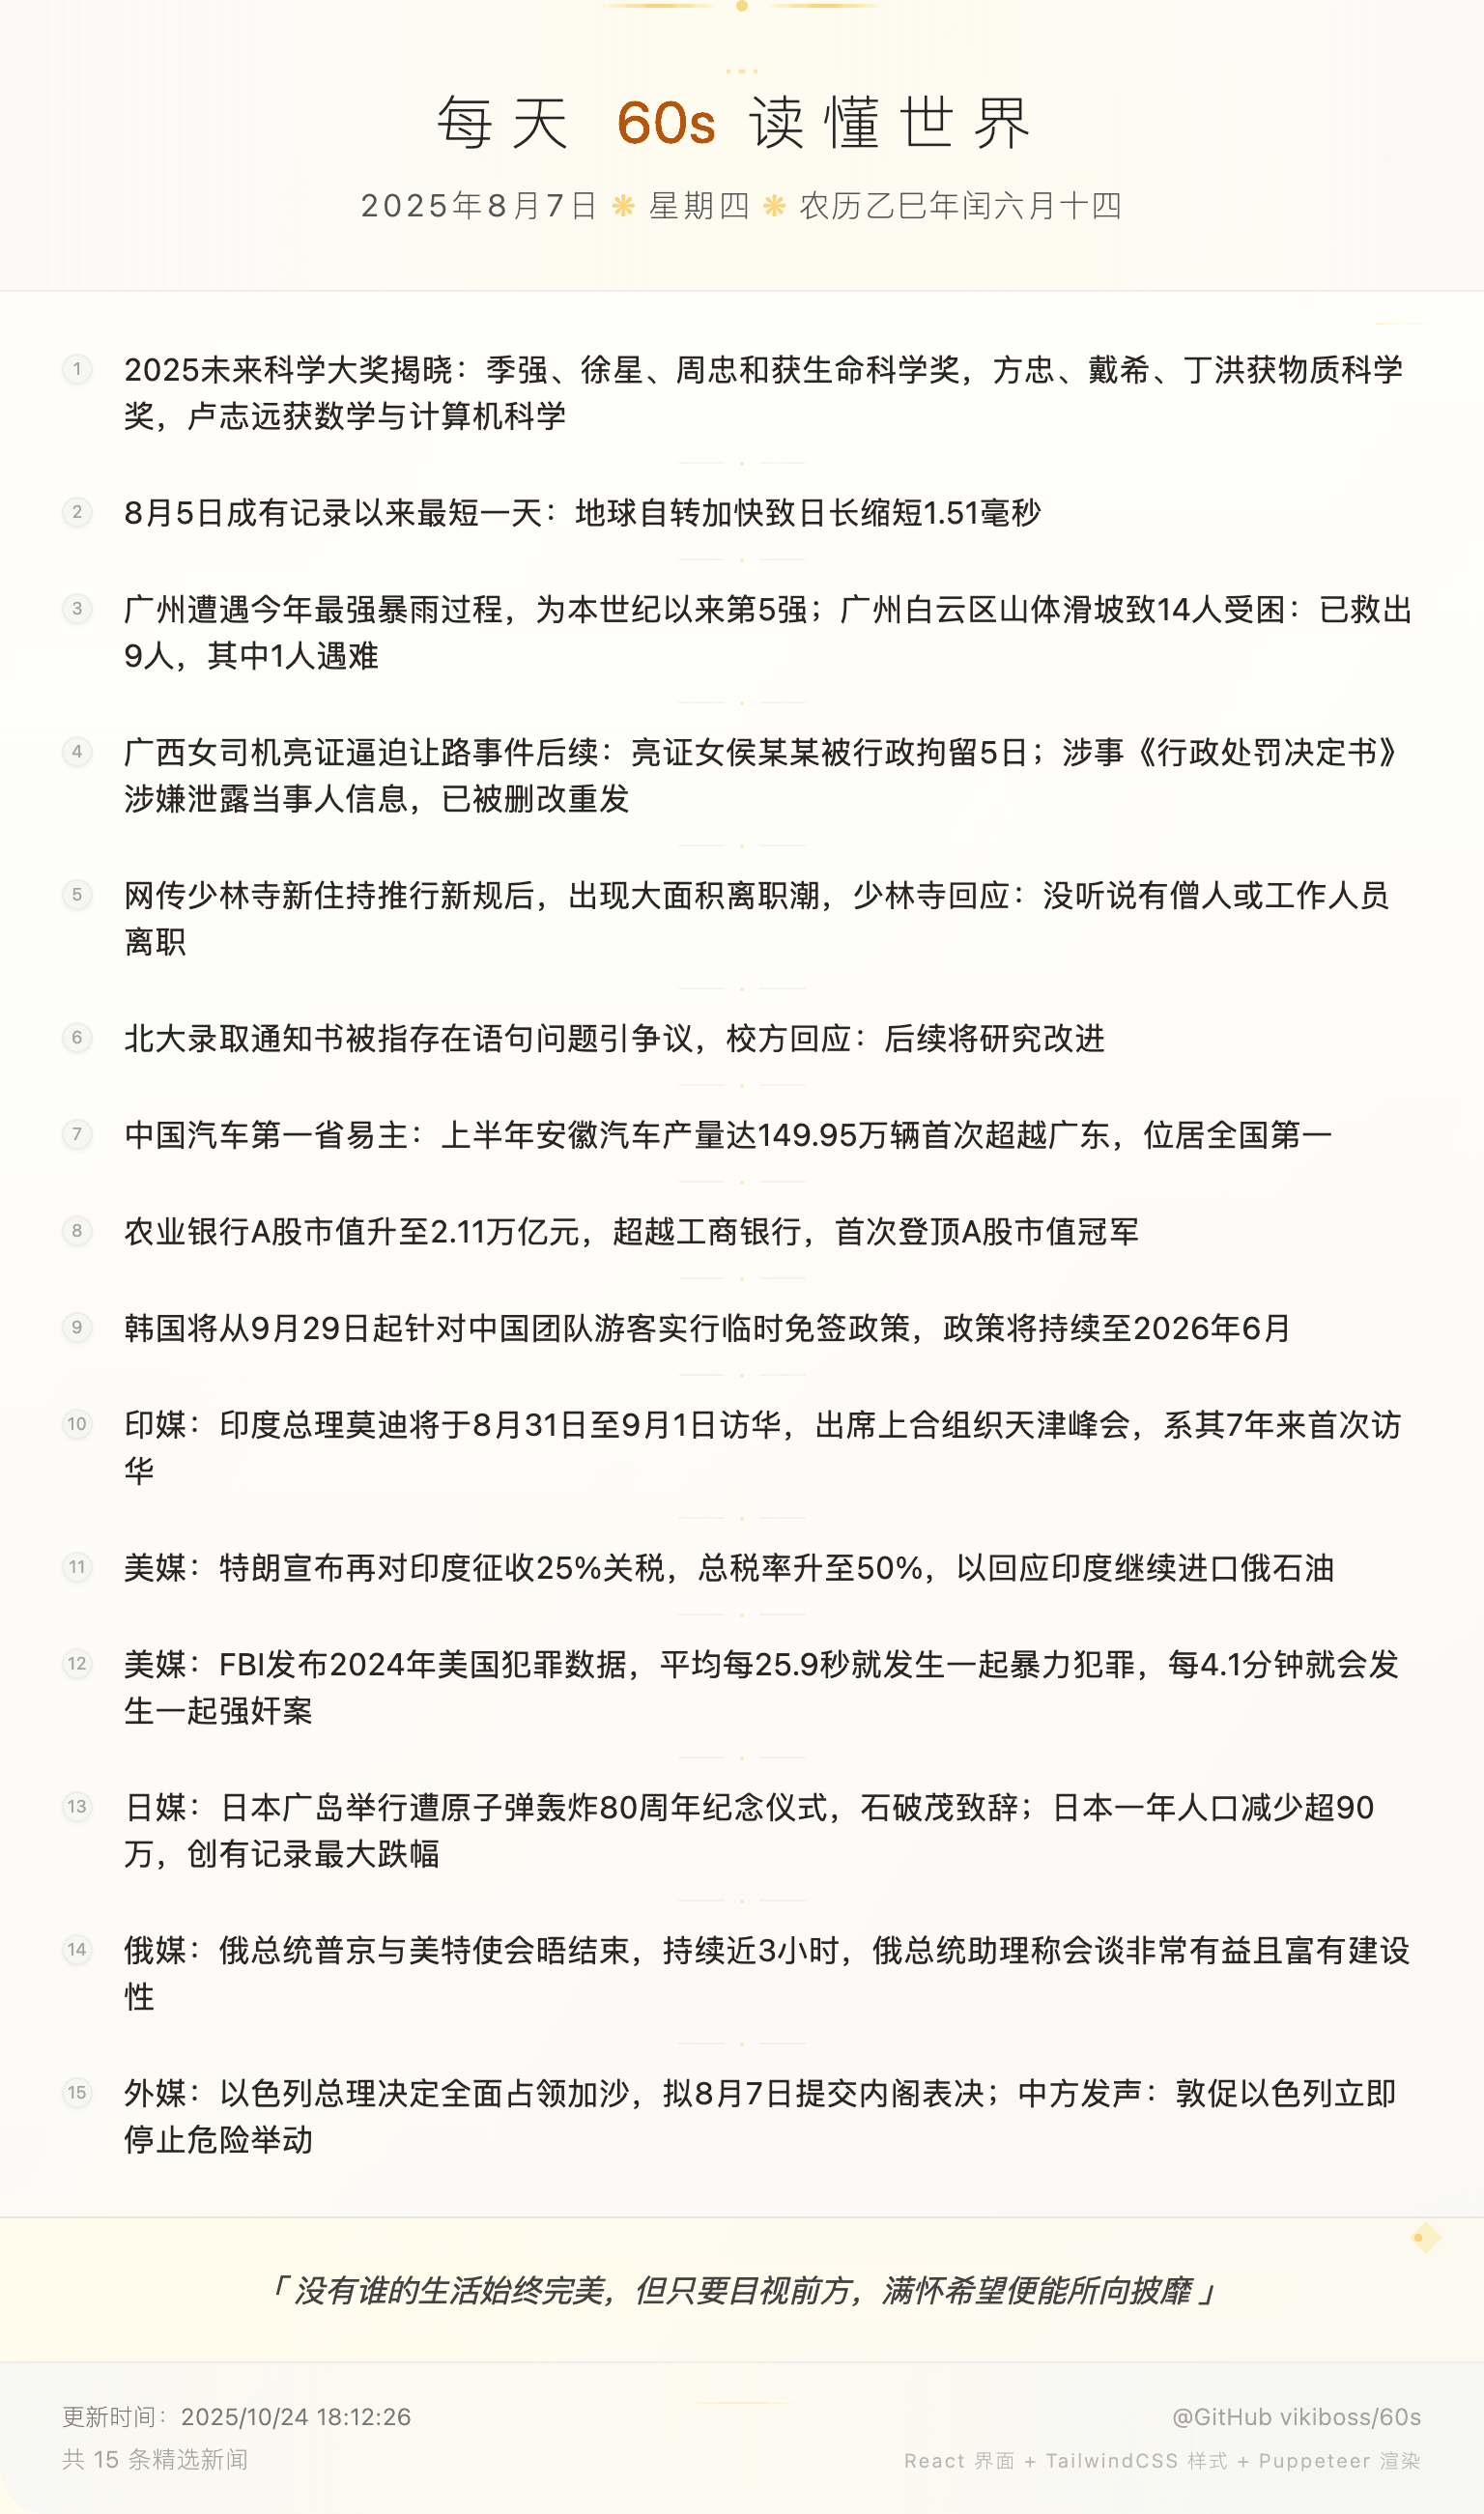 每天 60s 读懂世界
2025年8月7日 ❋ 星期四 ❋ 农历乙巳年闰六月十四
1 2025未来科学大奖揭晓：季强、徐星、周忠和获生命科学奖，方忠、戴希、丁洪获物质科学
奖，卢志远获数学与计算机科学
2 8月5日成有记录以来最短一天：地球自转加快致日长缩短1.51毫秒
3 广州遭遇今年最强暴雨过程，为本世纪以来第5强；广州白云区山体滑坡致14人受困：已救出
9人，其中1人遇难
4 广西女司机亮证逼迫让路事件后续：亮证女侯某某被行政拘留5日；涉事《行政处罚决定书》
涉嫌泄露当事人信息，已被删改重发
5 网传少林寺新住持推行新规后，出现大面积离职潮，少林寺回应：没听说有僧人或工作人员
离职
6 北大录取通知书被指存在语句问题引争议，校方回应：后续将研究改进
7 中国汽车第一省易主：上半年安徽汽车产量达149.95万辆首次超越广东，位居全国第一
8 农业银行A股市值升至2.11万亿元，超越工商银行，首次登顶A股市值冠军
9 韩国将从9月29日起针对中国团队游客实行临时免签政策，政策将持续至2026年6月
10 印媒：印度总理莫迪将于8月31日至9月1日访华，出席上合组织天津峰会，系其7年来首次访
华
11 美媒：特朗宣布再对印度征收25%关税，总税率升至50%，以回应印度继续进口俄石油
12 美媒：FBI发布2024年美国犯罪数据，平均每25.9秒就发生一起暴力犯罪，每4.1分钟就会发
生一起强奸案
13 日媒：日本广岛举行遭原子弹轰炸80周年纪念仪式，石破茂致辞；日本一年人口减少超90
万，创有记录最大跌幅
14 俄媒：俄总统普京与美特使会晤结束，持续近3小时，俄总统助理称会谈非常有益且富有建设
性
15 外媒：以色列总理决定全面占领加沙，拟8月7日提交内阁表决；中方发声：敦促以色列立即
停止危险举动
「 没有谁的生活始终完美，但只要目视前方，满怀希望便能所向披靡 」
更新时间：2025/10/24 18:12:26
@GitHub vikiboss/60s
共 15 条精选新闻
React 界面 + TailwindCSS 样式 + Puppeteer 渲染